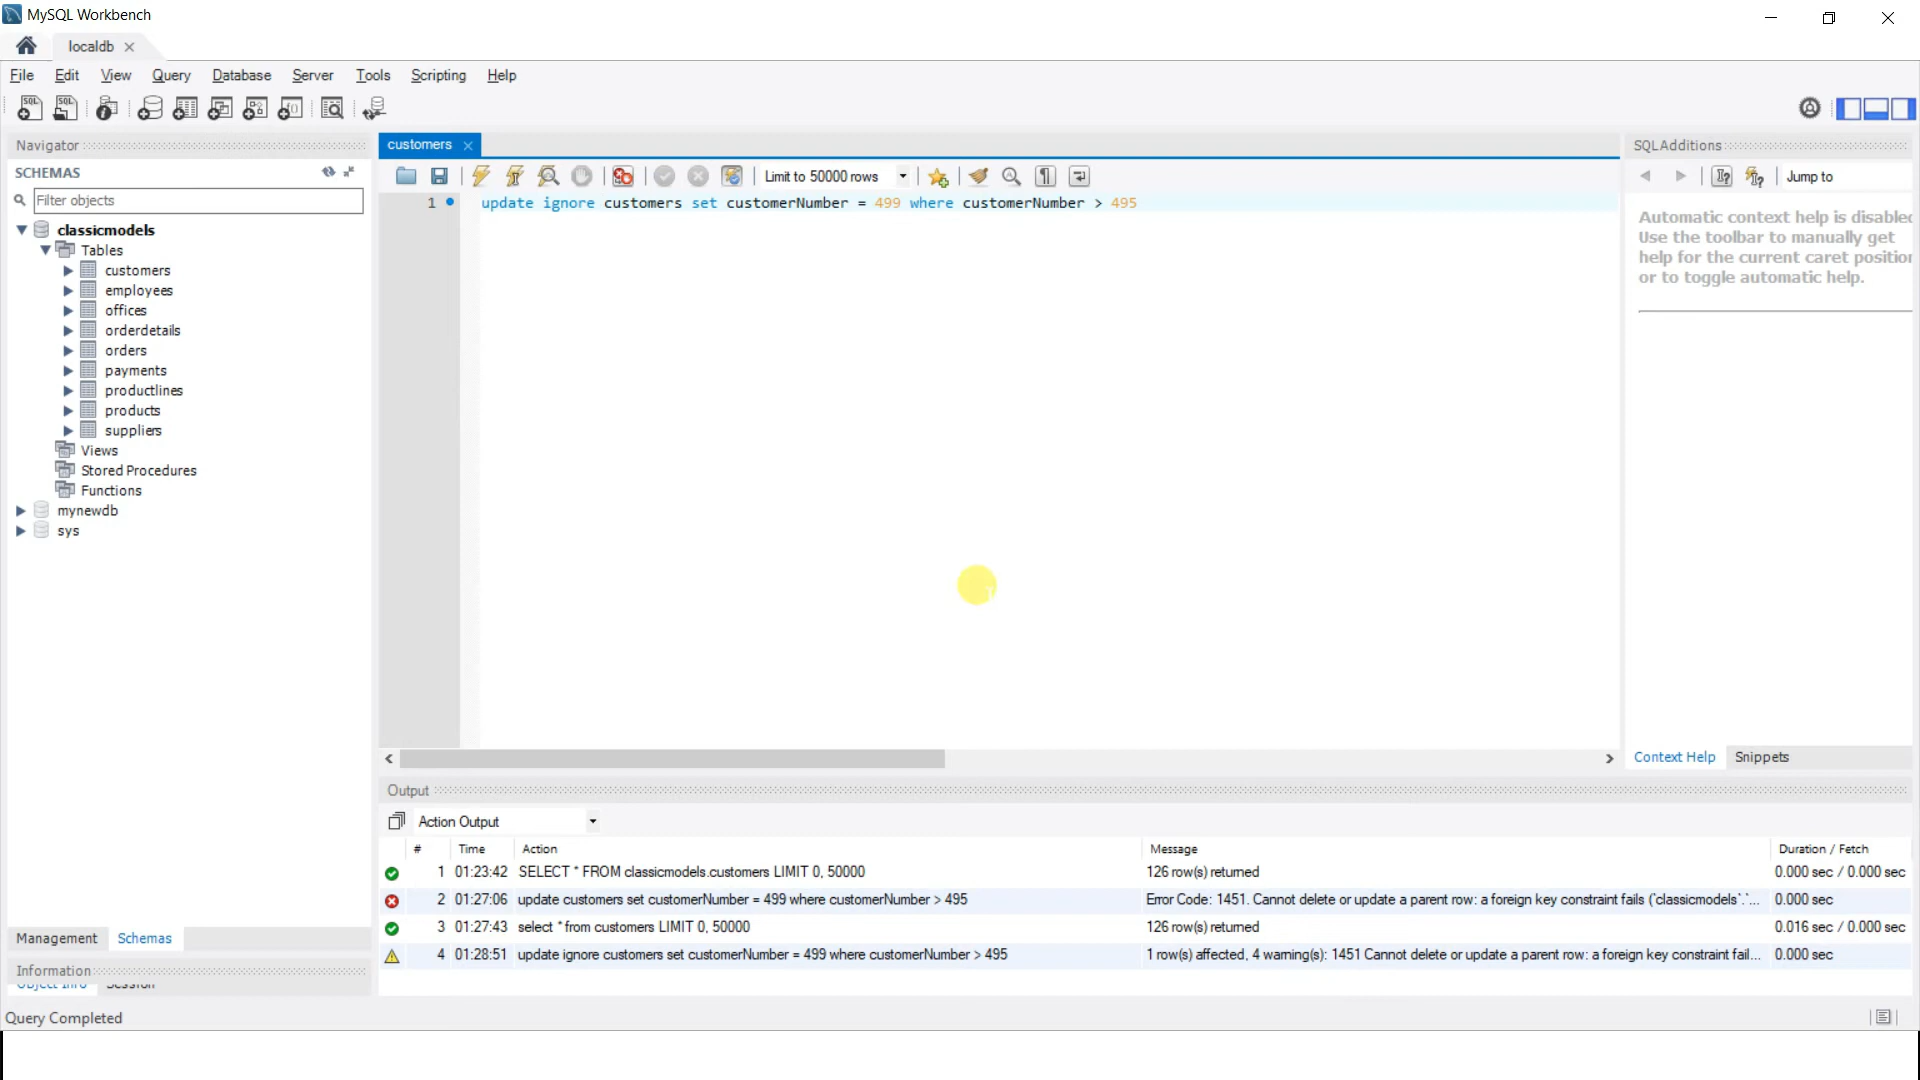 MySQL Workbench
localdb
File Edit View Query Database Server Tools Scripting Help
Navigator
SCHEMAS
Filter objects
classicmodels
Tables
customers
employees
offices
orderdetails
orders
payments
productlines
products
suppliers
Views
Stored Procedures
Functions
mynewdb
sys
Management Schemas
Information
Object Info Session
Query Completed
customers
Limit to 50000 rows
1 update ignore customers set customerNumber = 499 where customerNumber > 495
SQLAdditions
Jump to
Automatic context help is disabled
Use the toolbar to manually get
help for the current caret position
or to toggle automatic help.
Context Help Snippets
Output
Action Output
# Time Action Message Duration / Fetch
1 01:23:42 SELECT * FROM classicmodels.customers LIMIT 0, 50000 126 row(s) returned 0.000 sec / 0.000 sec
2 01:27:06 update customers set customerNumber = 499 where customerNumber > 495 Error Code: 1451. Cannot delete or update a parent row: a foreign key constraint fails (`classicmodels`.`... 0.000 sec
3 01:27:43 select * from customers LIMIT 0, 50000 126 row(s) returned 0.016 sec / 0.000 sec
4 01:28:51 update ignore customers set customerNumber = 499 where customerNumber > 495 1 row(s) affected, 4 warning(s): 1451 Cannot delete or update a parent row: a foreign key constraint fail... 0.000 sec